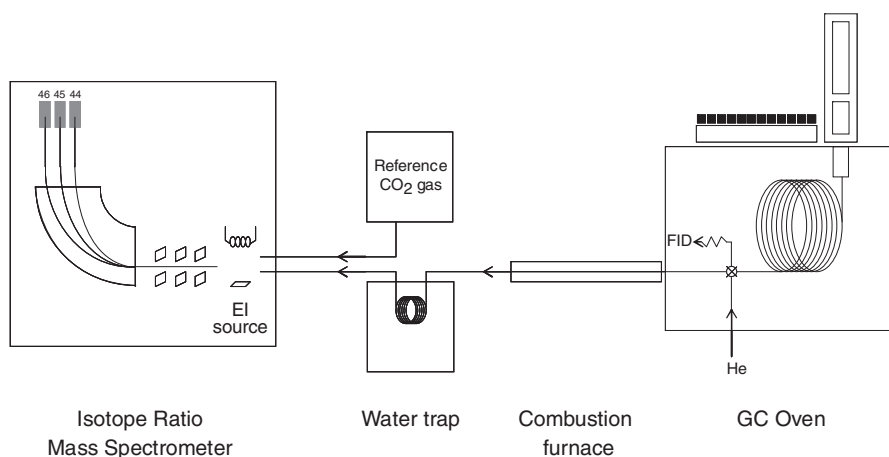 46 45 44
EI
source
Reference
CO₂ gas
FID
He
Isotope Ratio
Mass Spectrometer
Water trap
Combustion
furnace
GC Oven